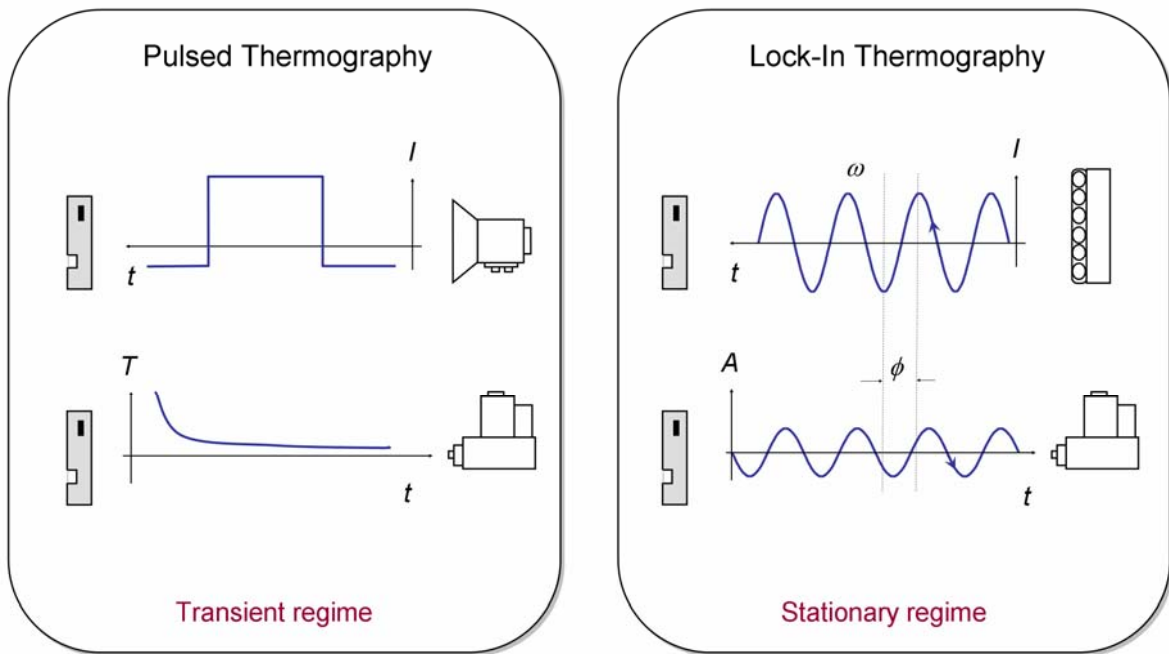 Pulsed Thermography
I
t
T
t
Transient regime
Lock-In Thermography
ω
I
t
A
ϕ
t
Stationary regime